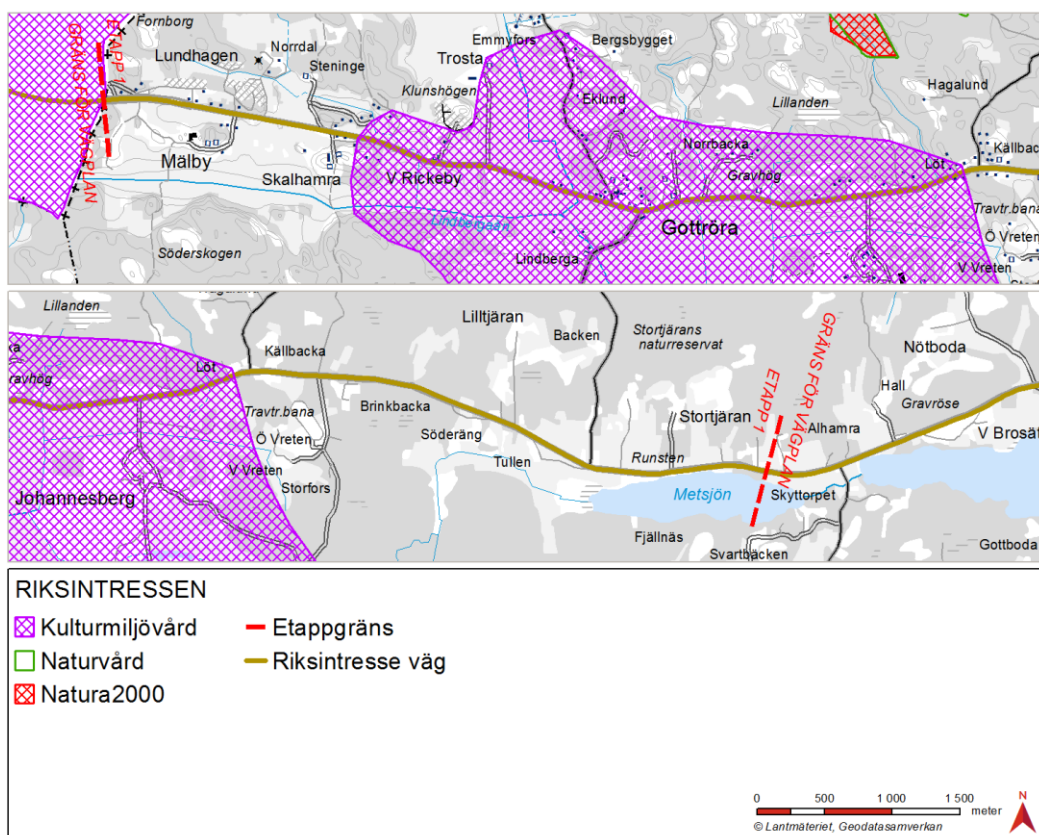 Fornborg
Lundhagen
Norrdal
Steninge
Emmyfors
Bergsbygget
Trosta
Klunshögen
Eklund
Lillanden
Hagalund
ETAPP 1
GRÄNS FÖR VÄGPLAN
Mälby
Skalhamra
V Rickeby
Norrbacka
Gravhög
Löt
Gottröra
Lindberga
Söderskogen
Travtr.bana
Ö Vreten
V Vreten
Lillanden
Källbacka
Löt
Travtr.bana
Ö Vreten
V Vreten
Storfors
Johannesberg
Brinkbacka
Söderäng
Lilltjäran
Backen
Tullen
Stortjärans
naturreservat
Stortjäran
Runsten
Metsjön
Fjällnäs
Svartbäcken
ETAPP 1
GRÄNS FÖR VÄGPLAN
Alhamra
Skyttorpet
Hall
Nötboda
Gravröse
V Brosät
Gottboda
RIKSINTRESSEN
Kulturmiljövård
Naturvård
Natura2000
Etappgräns
Riksintresse väg
0 500 1 000 1 500
meter
N
© Lantmäteriet, Geodatasamverkan